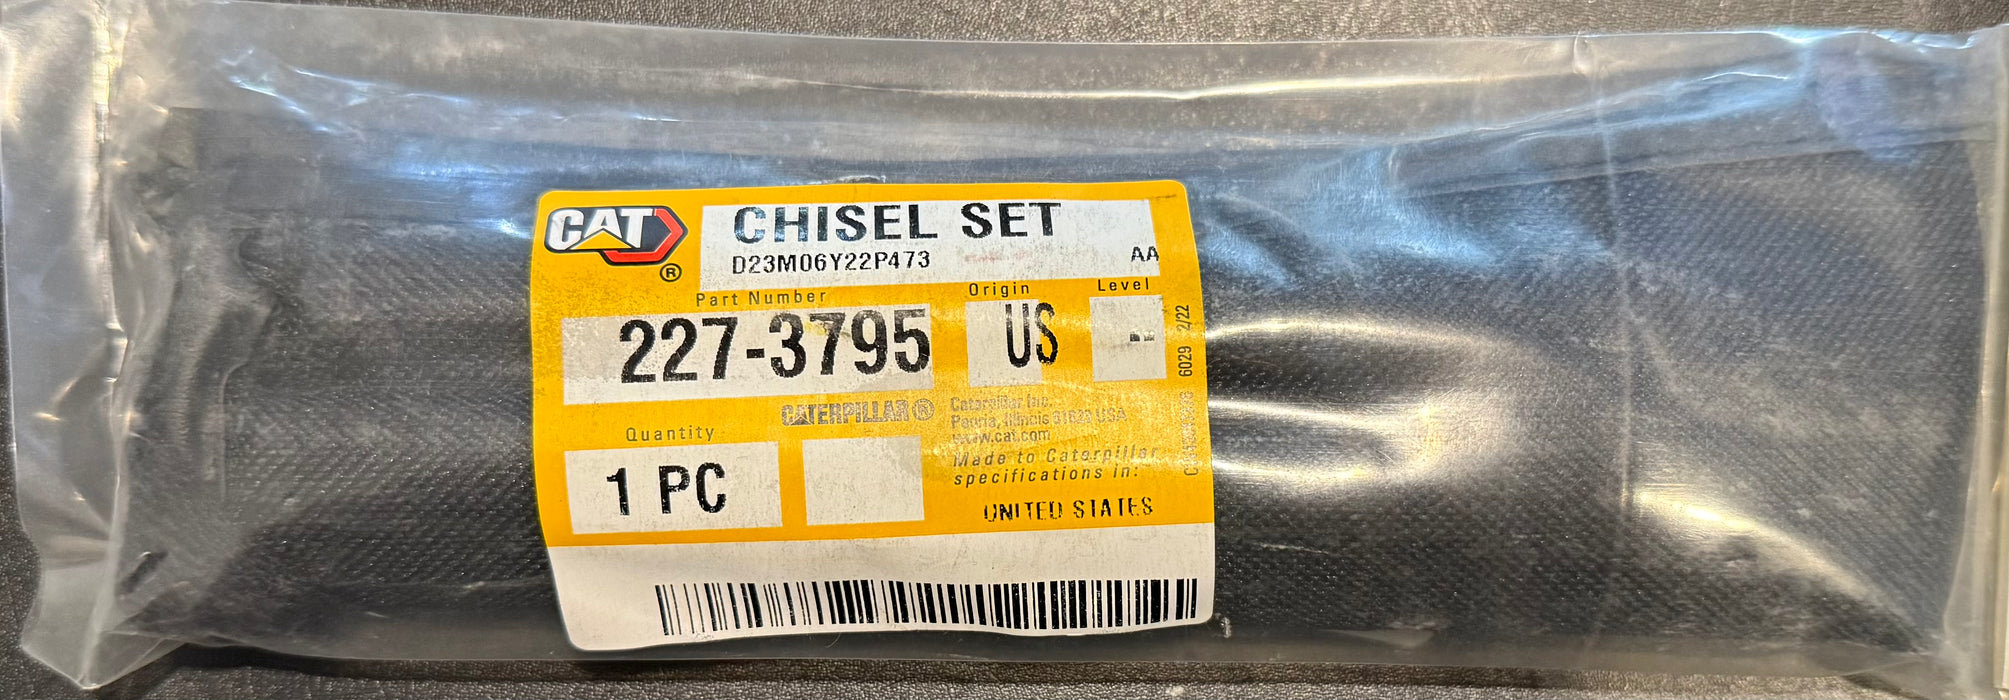 CAT
®
CHISEL SET
D23M06Y22P473
AA
Part Number
Origin
Level
227-3795
US
--
6029 2/22
CATERPILLAR®
Caterpillar Inc.
Peoria, Illinois USA
www.cat.com
Quantity
1 PC
Made to Caterpillar
specifications in:
UNITED STATES